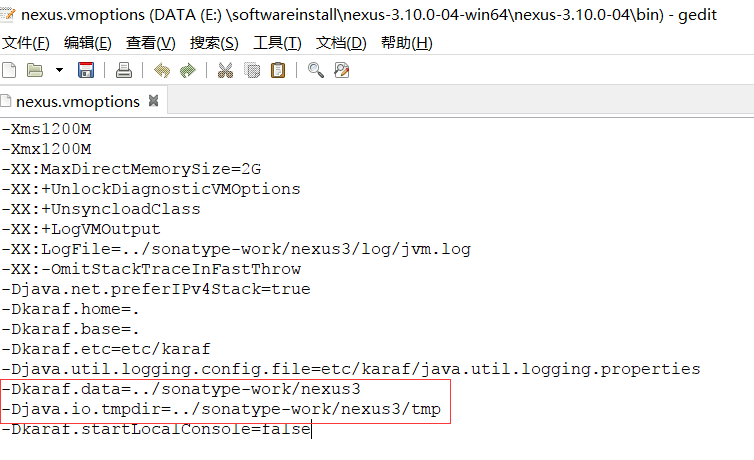 nexus.vmoptions (DATA (E:) \softwareinstall\nexus-3.10.0-04-win64\nexus-3.10.0-04\bin) - gedit
文件(F) 编辑(E) 查看(V) 搜索(S) 工具(T) 文档(D) 帮助(H)
nexus.vmoptions
-Xms1200M
-Xmx1200M
-XX:MaxDirectMemorySize=2G
-XX:+UnlockDiagnosticVMOptions
-XX:+UnsyncloadClass
-XX:+LogVMOutput
-XX:LogFile=../sonatype-work/nexus3/log/jvm.log
-XX:-OmitStackTraceInFastThrow
-Djava.net.preferIPv4Stack=true
-Dkaraf.home=.
-Dkaraf.base=.
-Dkaraf.etc=etc/karaf
-Djava.util.logging.config.file=etc/karaf/java.util.logging.properties
-Dkaraf.data=../sonatype-work/nexus3
-Djava.io.tmpdir=../sonatype-work/nexus3/tmp
-Dkaraf.startLocalConsole=false